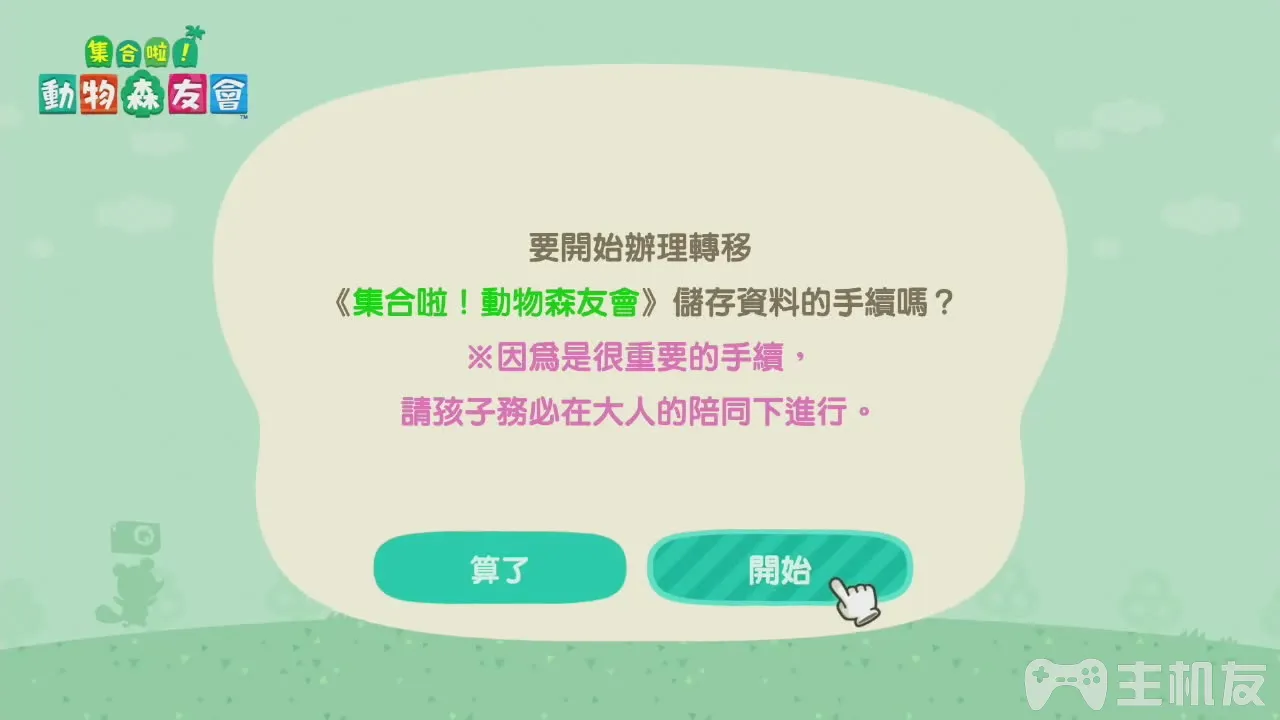 集合啦！
動物森友會™
要開始辦理轉移
《集合啦！動物森友會》儲存資料的手續嗎？
※因爲是很重要的手續，
請孩子務必在大人的陪同下進行。
算了
開始
主机友